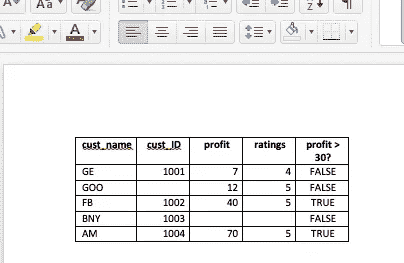 cust_name cust_ID profit ratings profit >
30?
GE 1001 7 4 FALSE
GOO 12 5 FALSE
FB 1002 40 5 TRUE
BNY 1003 FALSE
AM 1004 70 5 TRUE